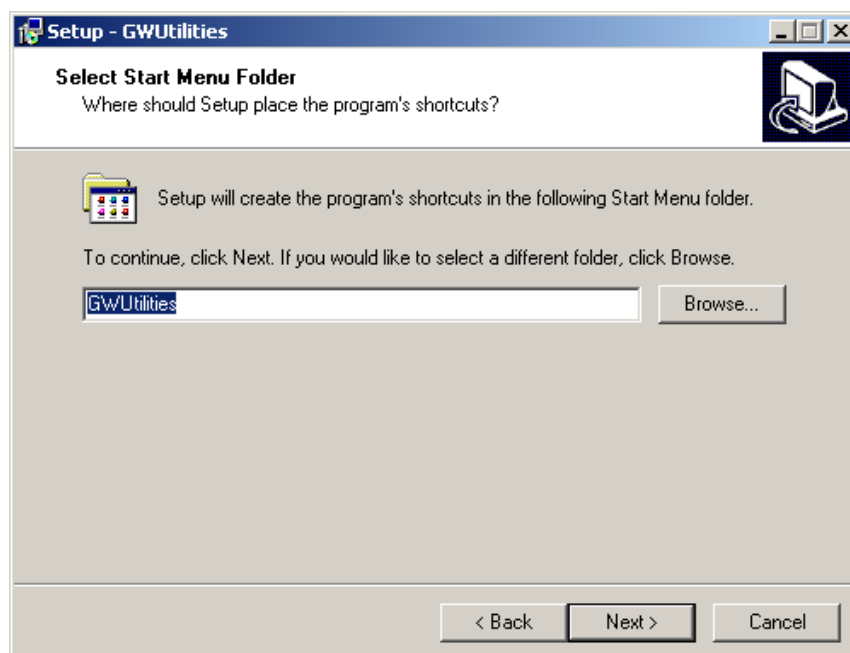 Setup - GWUtilities
Select Start Menu Folder
Where should Setup place the program's shortcuts?
Setup will create the program's shortcuts in the following Start Menu folder.
To continue, click Next. If you would like to select a different folder, click Browse.
GWUtilities
Browse...
< Back
Next >
Cancel